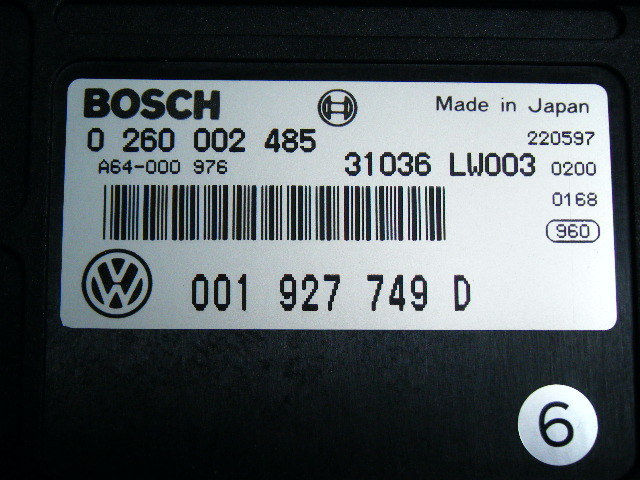 BOSCH Made in Japan
0 260 002 485 220597
A64-000 976 31036 LW003 0200
0168
960
VW 001 927 749 D
6